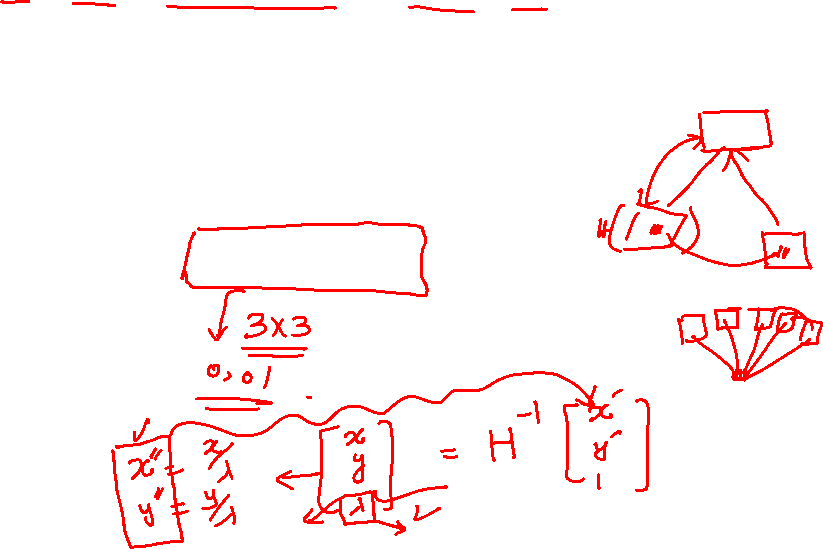 3x3
0,01
x'' = x/λ [x y λ] = H^-1 [x' y' 1]
y'' = y/λ